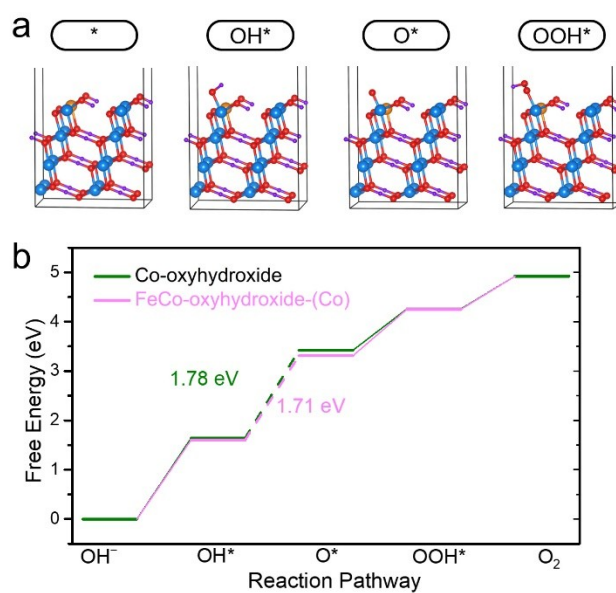 a
* OH* O* OOH*
b
5
4
3
2
1
0
Free Energy (eV)
Co-oxyhydroxide
FeCo-oxyhydroxide-(Co)
1.78 eV
1.71 eV
OH⁻ OH* O* OOH* O₂
Reaction Pathway